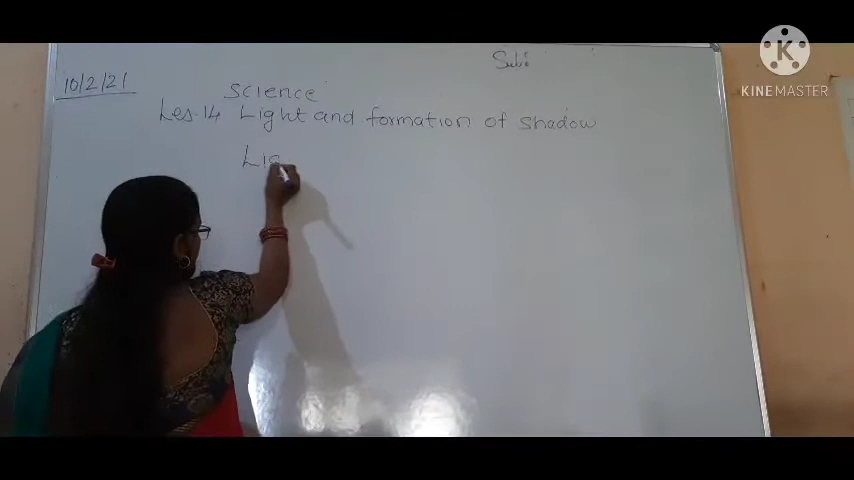 Sub:
10/2/21
Science
Les.14 Light and formation of shadow
Lig
K
KINEMASTER